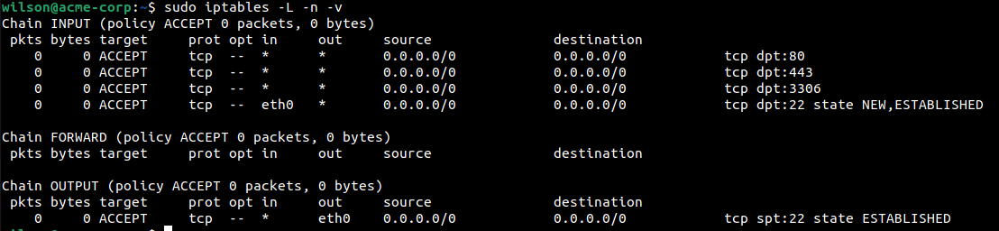 wilson@acme-corp:~$ sudo iptables -L -n -v
Chain INPUT (policy ACCEPT 0 packets, 0 bytes)
 pkts bytes target     prot opt in     out     source               destination
    0     0 ACCEPT     tcp  --  *      *       0.0.0.0/0            0.0.0.0/0            tcp dpt:80
    0     0 ACCEPT     tcp  --  *      *       0.0.0.0/0            0.0.0.0/0            tcp dpt:443
    0     0 ACCEPT     tcp  --  *      *       0.0.0.0/0            0.0.0.0/0            tcp dpt:3306
    0     0 ACCEPT     tcp  --  eth0   *       0.0.0.0/0            0.0.0.0/0            tcp dpt:22 state NEW,ESTABLISHED
Chain FORWARD (policy ACCEPT 0 packets, 0 bytes)
 pkts bytes target     prot opt in     out     source               destination
Chain OUTPUT (policy ACCEPT 0 packets, 0 bytes)
 pkts bytes target     prot opt in     out     source               destination
    0     0 ACCEPT     tcp  --  *      eth0    0.0.0.0/0            0.0.0.0/0            tcp spt:22 state ESTABLISHED